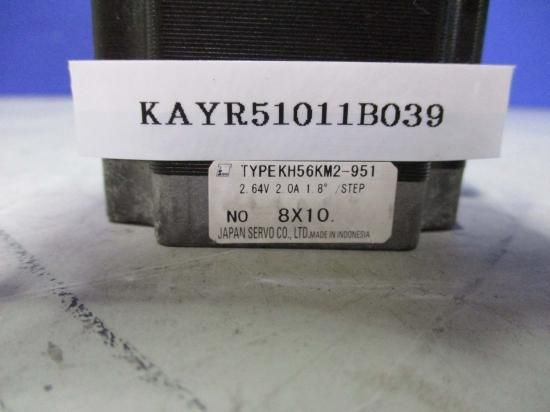 KAYR51011B039
TYPE KH56KM2-951
2.64V 2.0A 1.8° /STEP
NO 8X10.
JAPAN SERVO CO., LTD. MADE IN INDONESIA